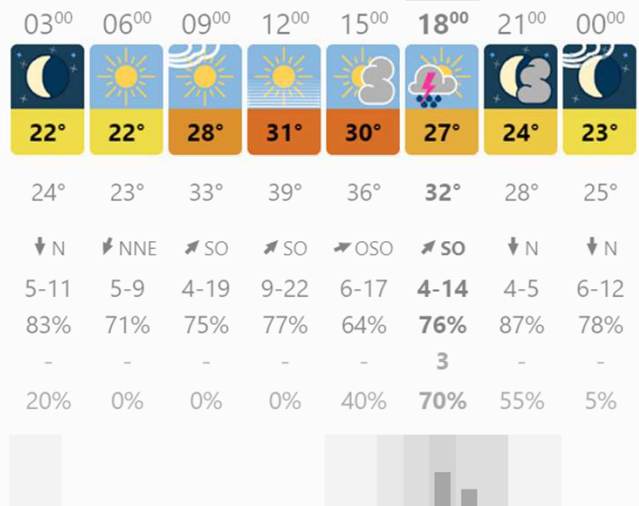 03⁰⁰ 06⁰⁰ 09⁰⁰ 12⁰⁰ 15⁰⁰ 18⁰⁰ 21⁰⁰ 00⁰⁰
22° 22° 28° 31° 30° 27° 24° 23°
24° 23° 33° 39° 36° 32° 28° 25°
N NNE SO SO OSO SO N N
5-11 5-9 4-19 9-22 6-17 4-14 4-5 6-12
83% 71% 75% 77% 64% 76% 87% 78%
- - - - - 3 - -
20% 0% 0% 0% 40% 70% 55% 5%